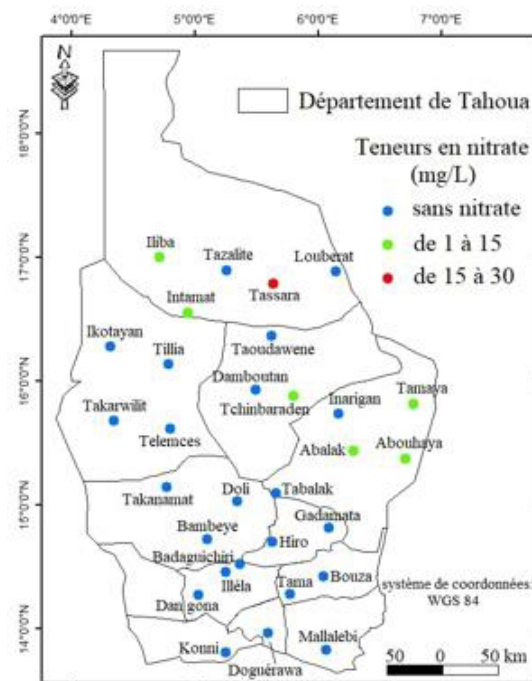 4°0'E 5°0'0"E 6°0'0"E 7°0'0"E
N
Département de Tahoua
Teneurs en nitrate
(mg/L)
sans nitrate
de 1 à 15
de 15 à 30
18°0'0"N
17°0'0"N
16°0'0"N
15°0'0"N
14°0'0"N
Iliba
Tazalite
Louberat
Tassara
Intamat
Ikotayan
Tillia
Taoudawene
Damboutan
Tchinbaraden
Inarigan
Tamaya
Takarwilit
Telemces
Abalak
Abouhaya
Takanamat
Doli
Tabalak
Gadamata
Bambeye
Hiro
Badaguichiri
Illéla
Tama
Bouza
Dan gona
système de coordonnées:
WGS 84
Konni
Doguérawa
Mallalebi
50 0 50 km